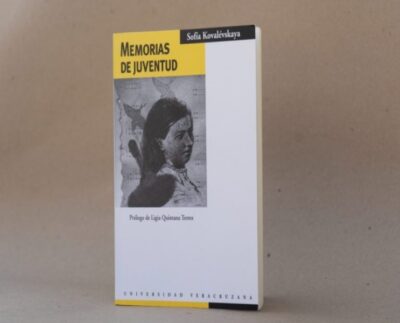 Sofía Kovalévskaya
MEMORIAS
DE JUVENTUD
Prólogo de Ligia Quintana Torres
UNIVERSIDAD VERACRUZANA